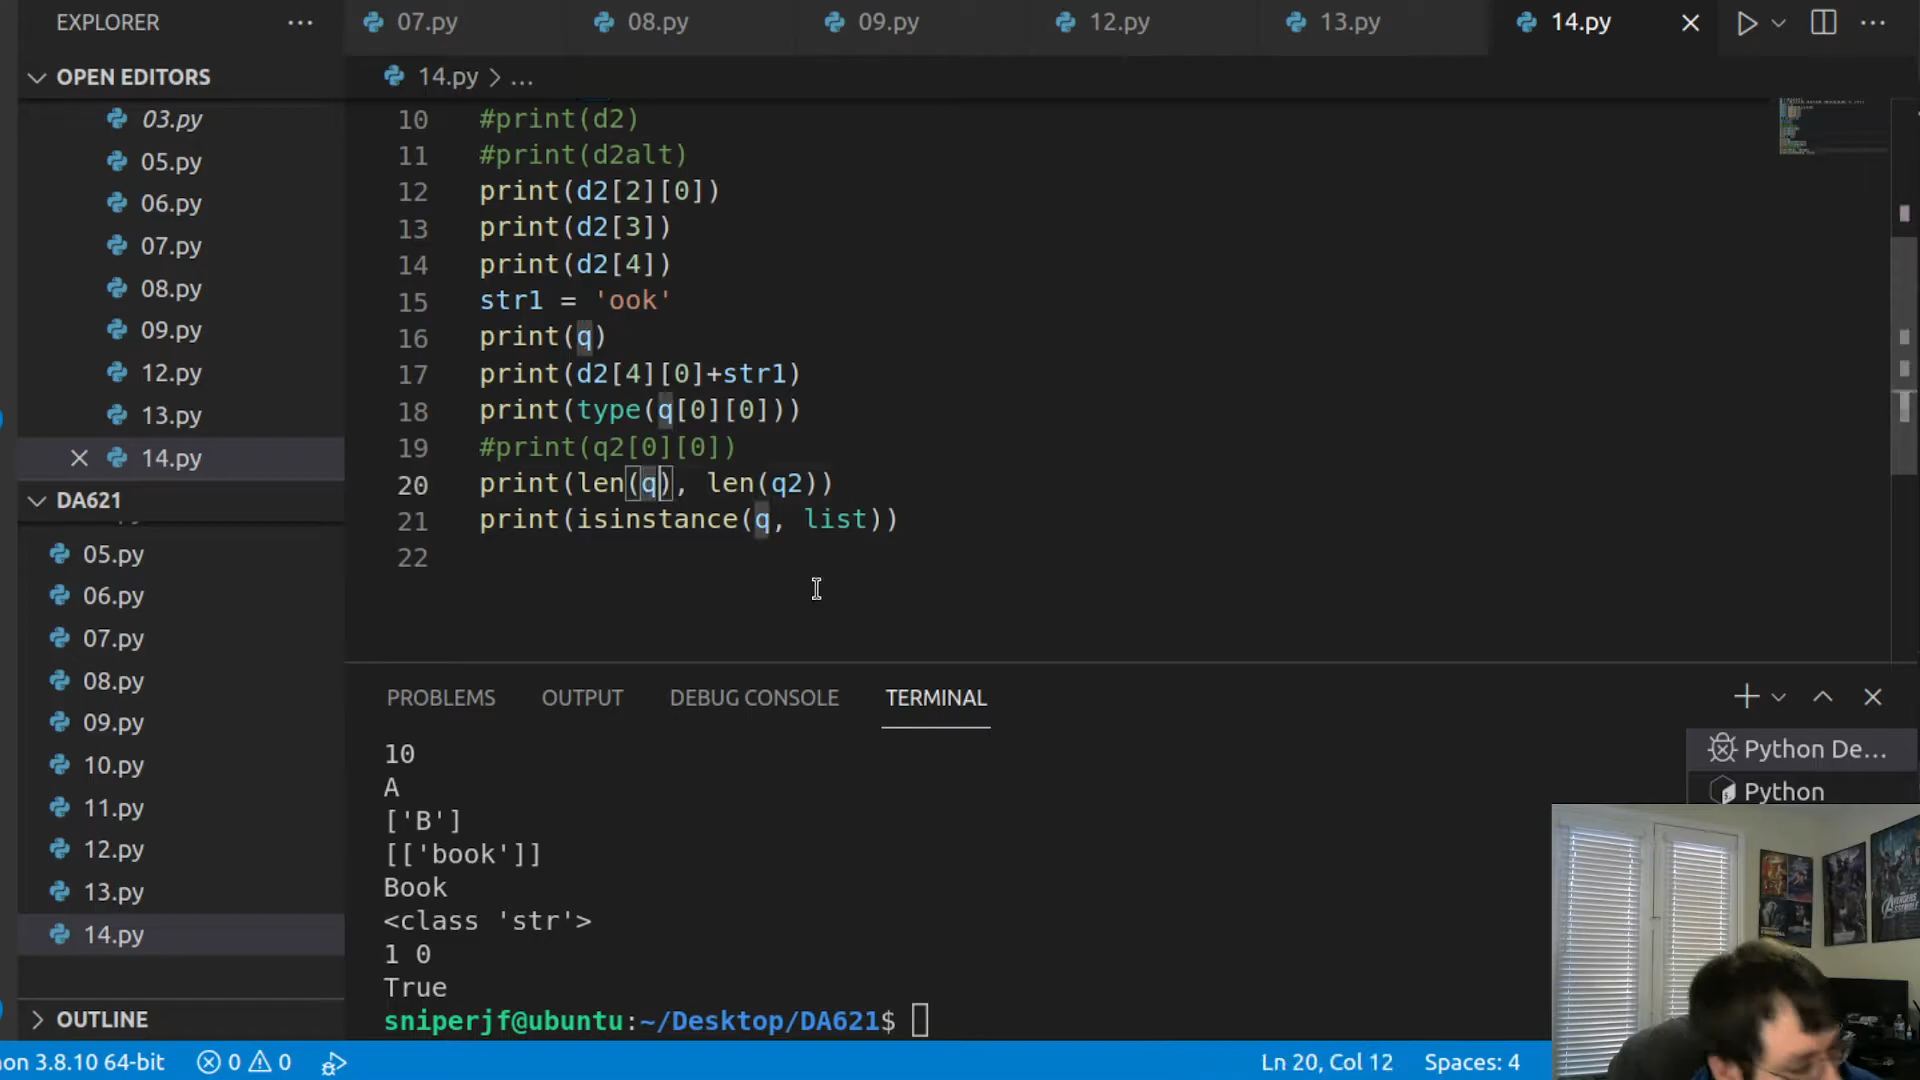 EXPLORER ...
07.py 08.py 09.py 12.py 13.py 14.py
OPEN EDITORS
14.py > ...
03.py
05.py
06.py
07.py
08.py
09.py
12.py
13.py
14.py
DA621
05.py
06.py
07.py
08.py
09.py
10.py
11.py
12.py
13.py
14.py
OUTLINE
10 #print(d2)
11 #print(d2alt)
12 print(d2[2][0])
13 print(d2[3])
14 print(d2[4])
15 str1 = 'ook'
16 print(q)
17 print(d2[4][0]+str1)
18 print(type(q[0][0]))
19 #print(q2[0][0])
20 print(len(q), len(q2))
21 print(isinstance(q, list))
22
PROBLEMS OUTPUT DEBUG CONSOLE TERMINAL
10
A
['B']
[['book']]
Book
<class 'str'>
1 0
True
sniperjf@ubuntu:~/Desktop/DA621$
Python De...
Python
AVENGERS
ASSEMBLE
on 3.8.10 64-bit 0 0 Ln 20, Col 12 Spaces: 4